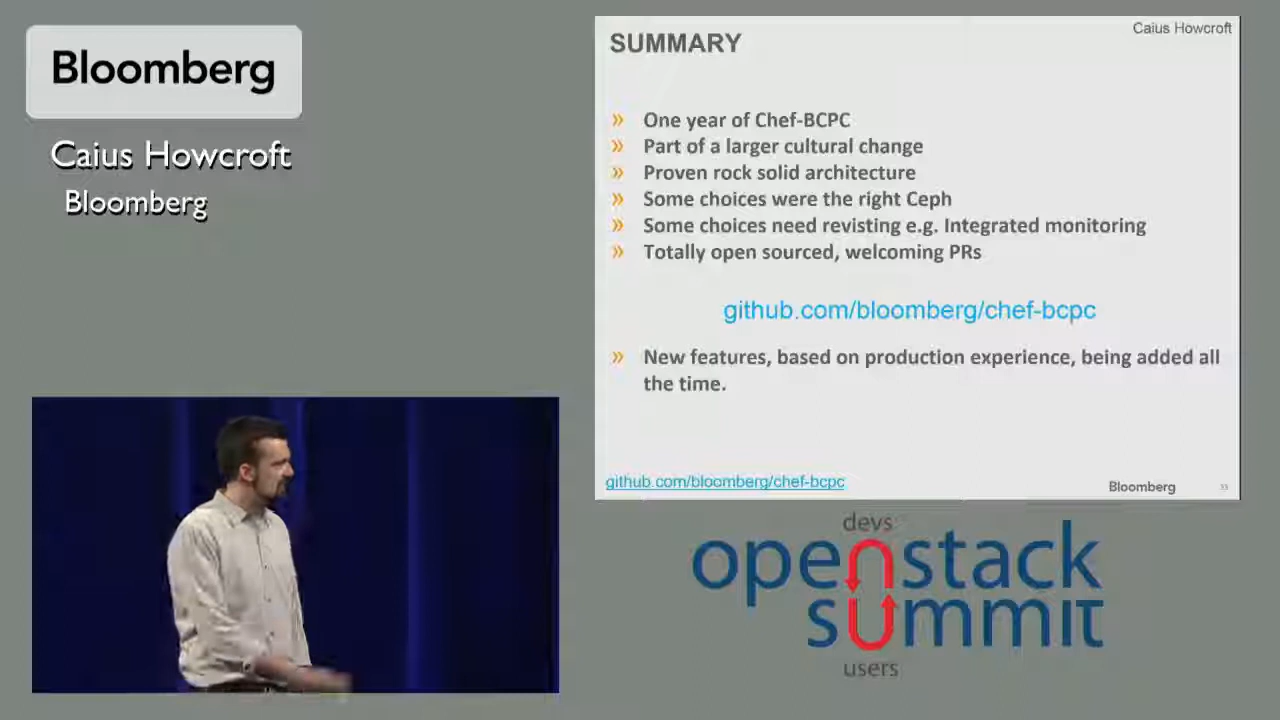 Bloomberg
Caius Howcroft
Bloomberg
Caius Howcroft
SUMMARY
» One year of Chef-BCPC
» Part of a larger cultural change
» Proven rock solid architecture
» Some choices were the right Ceph
» Some choices need revisting e.g. Integrated monitoring
» Totally open sourced, welcoming PRs
github.com/bloomberg/chef-bcpc
» New features, based on production experience, being added all
the time.
github.com/bloomberg/chef-bcpc
Bloomberg
devs
openstack
summit
users